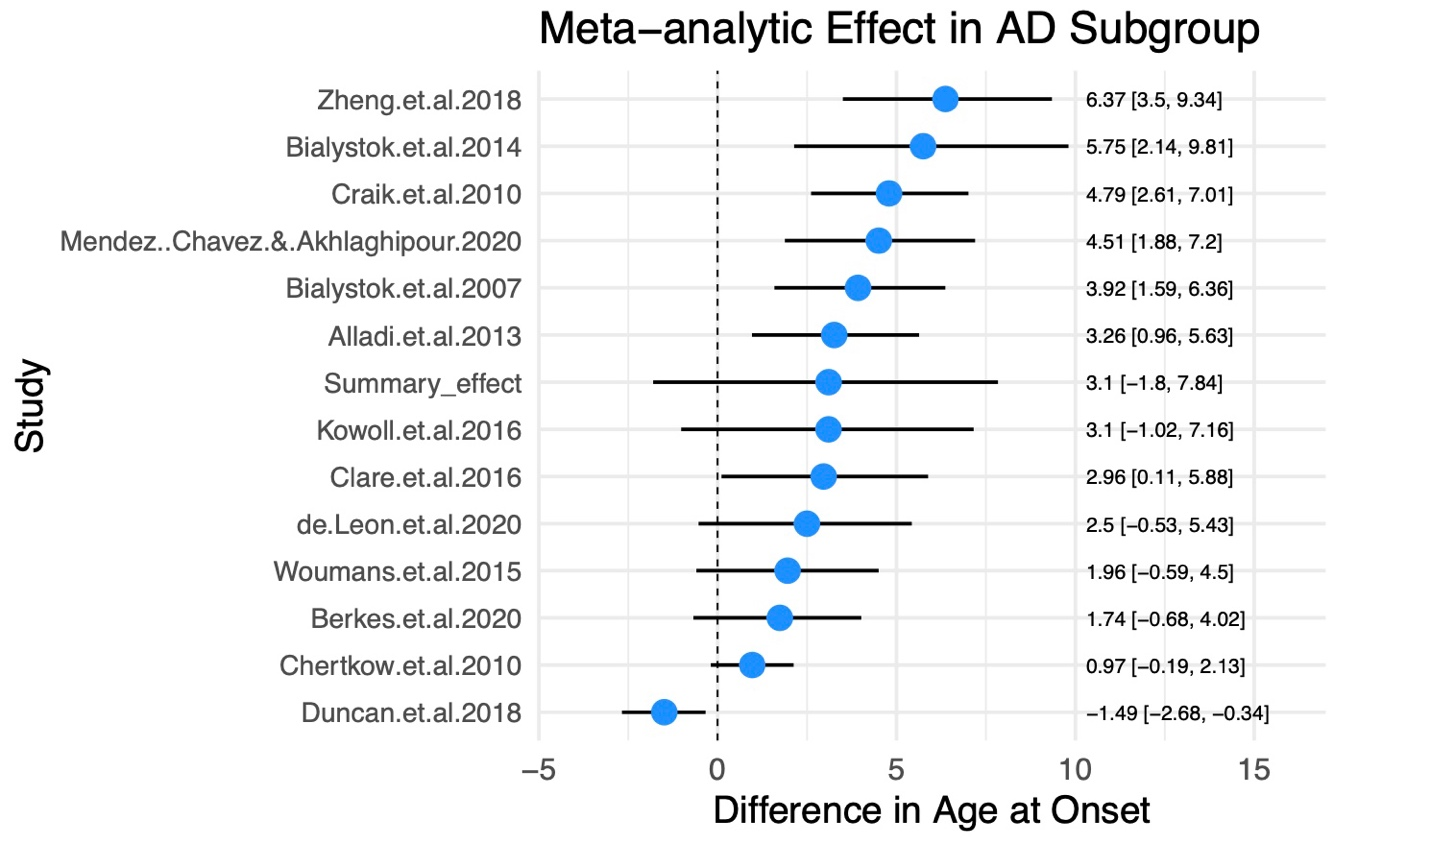 Meta−analytic Effect in AD Subgroup
Study
Zheng.et.al.2018 6.37 [3.5, 9.34]
Bialystok.et.al.2014 5.75 [2.14, 9.81]
Craik.et.al.2010 4.79 [2.61, 7.01]
Mendez..Chavez.&.Akhlaghipour.2020 4.51 [1.88, 7.2]
Bialystok.et.al.2007 3.92 [1.59, 6.36]
Alladi.et.al.2013 3.26 [0.96, 5.63]
Summary_effect 3.1 [−1.8, 7.84]
Kowoll.et.al.2016 3.1 [−1.02, 7.16]
Clare.et.al.2016 2.96 [0.11, 5.88]
de.Leon.et.al.2020 2.5 [−0.53, 5.43]
Woumans.et.al.2015 1.96 [−0.59, 4.5]
Berkes.et.al.2020 1.74 [−0.68, 4.02]
Chertkow.et.al.2010 0.97 [−0.19, 2.13]
Duncan.et.al.2018 −1.49 [−2.68, −0.34]
−5 0 5 10 15
Difference in Age at Onset